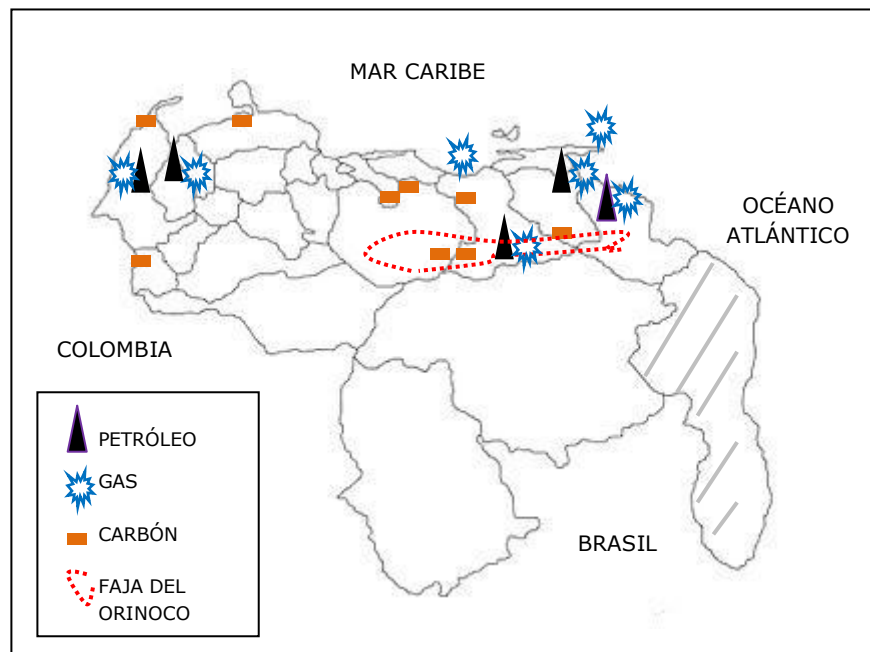 MAR CARIBE
OCÉANO
ATLÁNTICO
COLOMBIA
BRASIL
PETRÓLEO
GAS
CARBÓN
FAJA DEL
ORINOCO